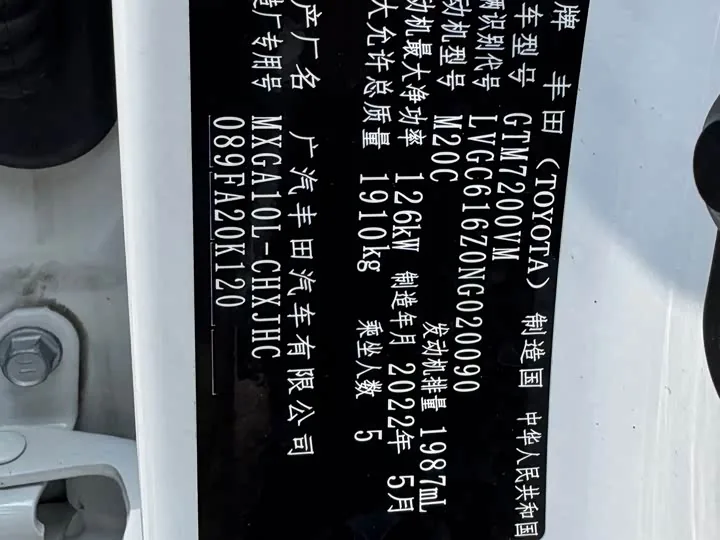 牌 丰田(TOYOTA) 制造国 中华人民共和国
车型号 GTM7200VM
辆识别代号 LVGC616Z0NG020090
动机型号 M20C 发动机排量 1987mL
动机最大净功率 126kW 制造年月 2022年 5月
大允许总质量 1910kg 乘坐人数 5
产厂名 广汽丰田汽车有限公司
造厂专用号 MXGA10L-CHXJHC
089FA20K120